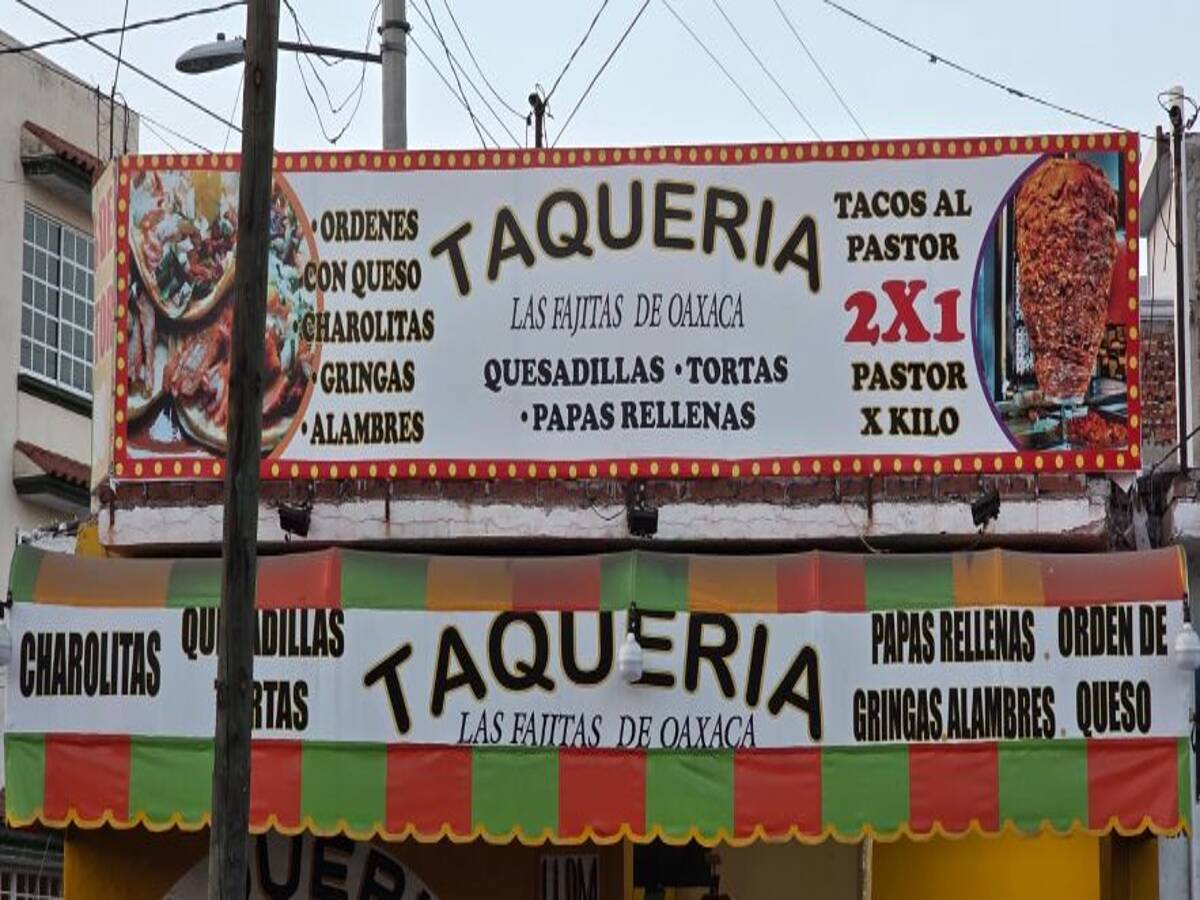 •ORDENES
CON QUESO
•CHAROLITAS
•GRINGAS
•ALAMBRES
TAQUERIA
LAS FAJITAS DE OAXACA
QUESADILLAS •TORTAS
•PAPAS RELLENAS
TACOS AL
PASTOR
2X1
PASTOR
X KILO
CHAROLITAS
TAQUERIA
LAS FAJITAS DE OAXACA
PAPAS RELLENAS . ORDEN DE
GRINGAS.ALAMBRES . QUESO